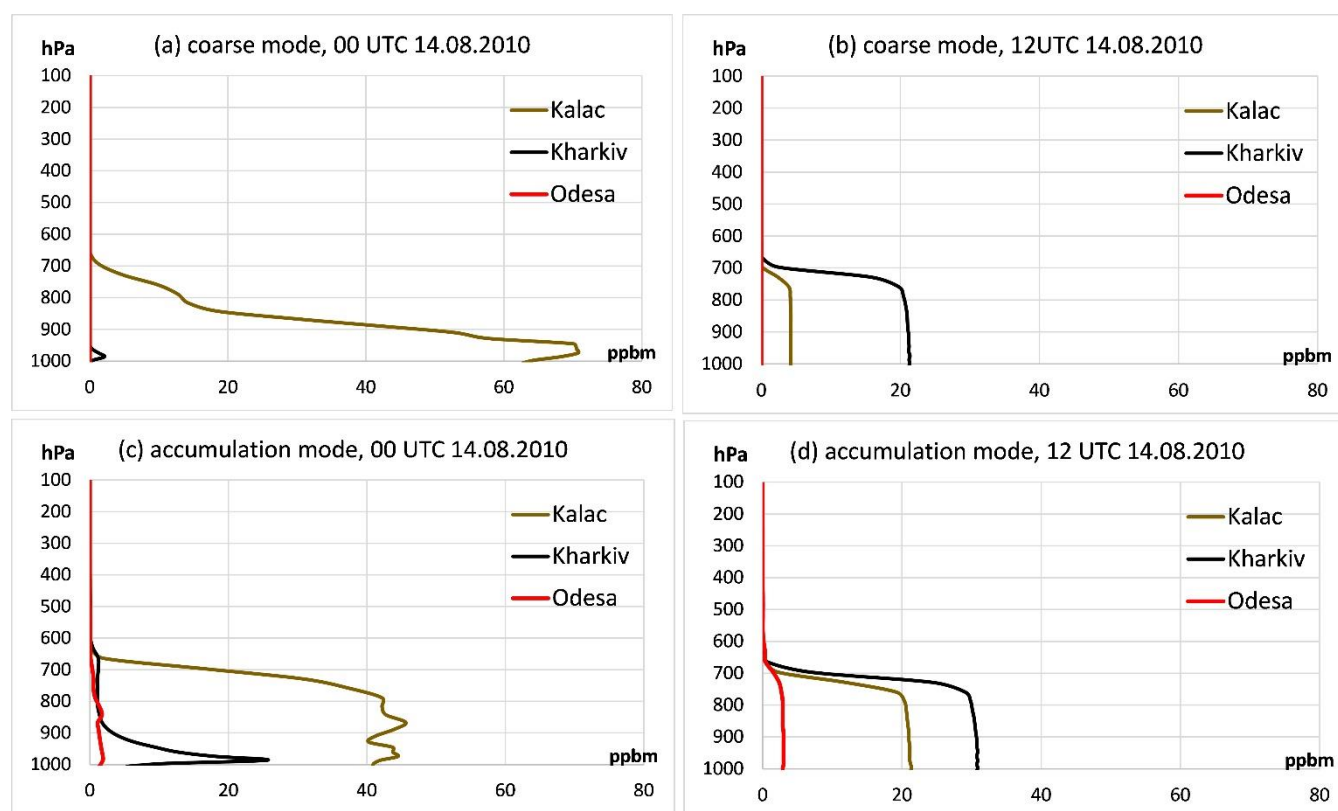 (a) coarse mode, 00 UTC 14.08.2010
hPa
100
200
300
400
500
600
700
800
900
1000
Kalac
Kharkiv
Odesa
ppbm
0 20 40 60 80
(b) coarse mode, 12UTC 14.08.2010
hPa
100
200
300
400
500
600
700
800
900
1000
Kalac
Kharkiv
Odesa
ppbm
0 20 40 60 80
(c) accumulation mode, 00 UTC 14.08.2010
hPa
100
200
300
400
500
600
700
800
900
1000
Kalac
Kharkiv
Odesa
ppbm
0 20 40 60 80
(d) accumulation mode, 12 UTC 14.08.2010
hPa
100
200
300
400
500
600
700
800
900
1000
Kalac
Kharkiv
Odesa
ppbm
0 20 40 60 80